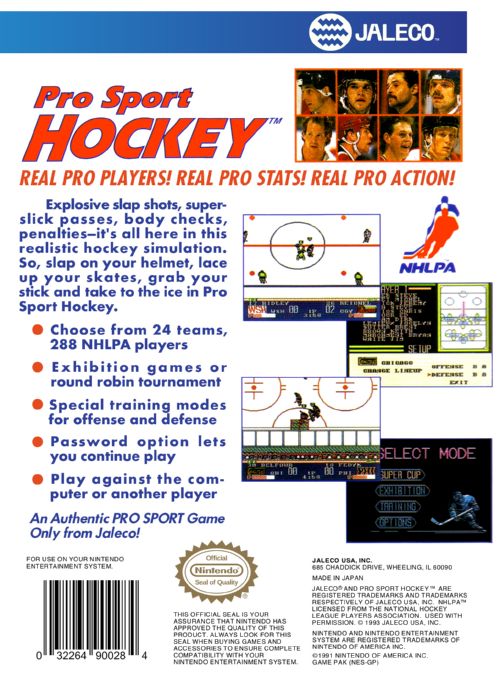 JALECO™
Pro Sport
HOCKEY™
REAL PRO PLAYERS! REAL PRO STATS! REAL PRO ACTION!
Explosive slap shots, super-
slick passes, body checks,
penalties—it's all here in this
realistic hockey simulation.
So, slap on your helmet, lace
up your skates, grab your
stick and take to the ice in Pro
Sport Hockey.
● Choose from 24 teams,
288 NHLPA players
● Exhibition games or
round robin tournament
● Special training modes
for offense and defense
● Password option lets
you continue play
● Play against the com-
puter or another player
An Authentic PRO SPORT Game
Only from Jaleco!
NHLPA
SETUP
CHICAGO
CHANGE LINEUP
OFFENSE
DEFENSE
EXIT
SELECT MODE
SUPER CUP
EXHIBITION
TRAINING
OPTIONS
FOR USE ON YOUR NINTENDO
ENTERTAINMENT SYSTEM.
0 32264 90028 4
Official
Nintendo
Seal of Quality
THIS OFFICIAL SEAL IS YOUR
ASSURANCE THAT NINTENDO HAS
APPROVED THE QUALITY OF THIS
PRODUCT. ALWAYS LOOK FOR THIS
SEAL WHEN BUYING GAMES AND
ACCESSORIES TO ENSURE COMPLETE
COMPATIBILITY WITH YOUR
NINTENDO ENTERTAINMENT SYSTEM.
JALECO USA, INC.
685 CHADDICK DRIVE, WHEELING, IL 60090
MADE IN JAPAN
JALECO® AND PRO SPORT HOCKEY™ ARE
REGISTERED TRADEMARKS AND TRADEMARKS
RESPECTIVELY OF JALECO USA, INC. NHLPA™
LICENSED FROM THE NATIONAL HOCKEY
LEAGUE PLAYERS ASSOCIATION. USED WITH
PERMISSION. © 1993 JALECO USA, INC.
NINTENDO AND NINTENDO ENTERTAINMENT
SYSTEM ARE REGISTERED TRADEMARKS OF
NINTENDO OF AMERICA INC.
©1991 NINTENDO OF AMERICA INC.
GAME PAK (NES-GP)